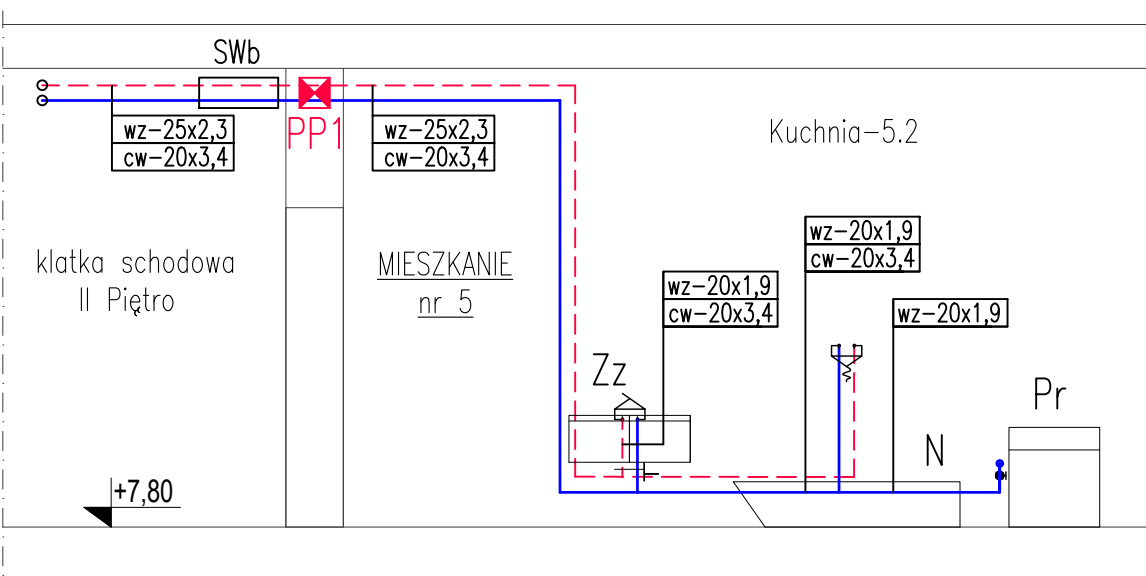 SWb
wz-25x2,3
cw-20x3,4
PP1
wz-25x2,3
cw-20x3,4
Kuchnia-5.2
klatka schodowa
II Piętro
MIESZKANIE
nr 5
wz-20x1,9
cw-20x3,4
wz-20x1,9
cw-20x3,4
wz-20x1,9
Zz
Pr
N
+7,80